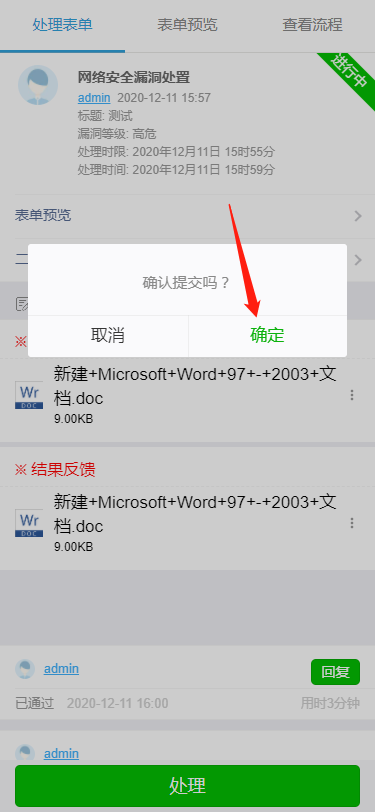 处理表单
表单预览
查看流程
进行中
网络安全漏洞处置
admin 2020-12-11 15:57
标题: 测试
漏洞等级: 高危
处理时限: 2020年12月11日 15时55分
处理时间: 2020年12月11日 15时59分
表单预览
二
确认提交吗？
取消
确定
※
Wr
DOC
新建+Microsoft+Word+97+-+2003+文
档.doc
9.00KB
※ 结果反馈
Wr
DOC
新建+Microsoft+Word+97+-+2003+文
档.doc
9.00KB
admin
回复
已通过 2020-12-11 16:00
用时3分钟
admin
处理